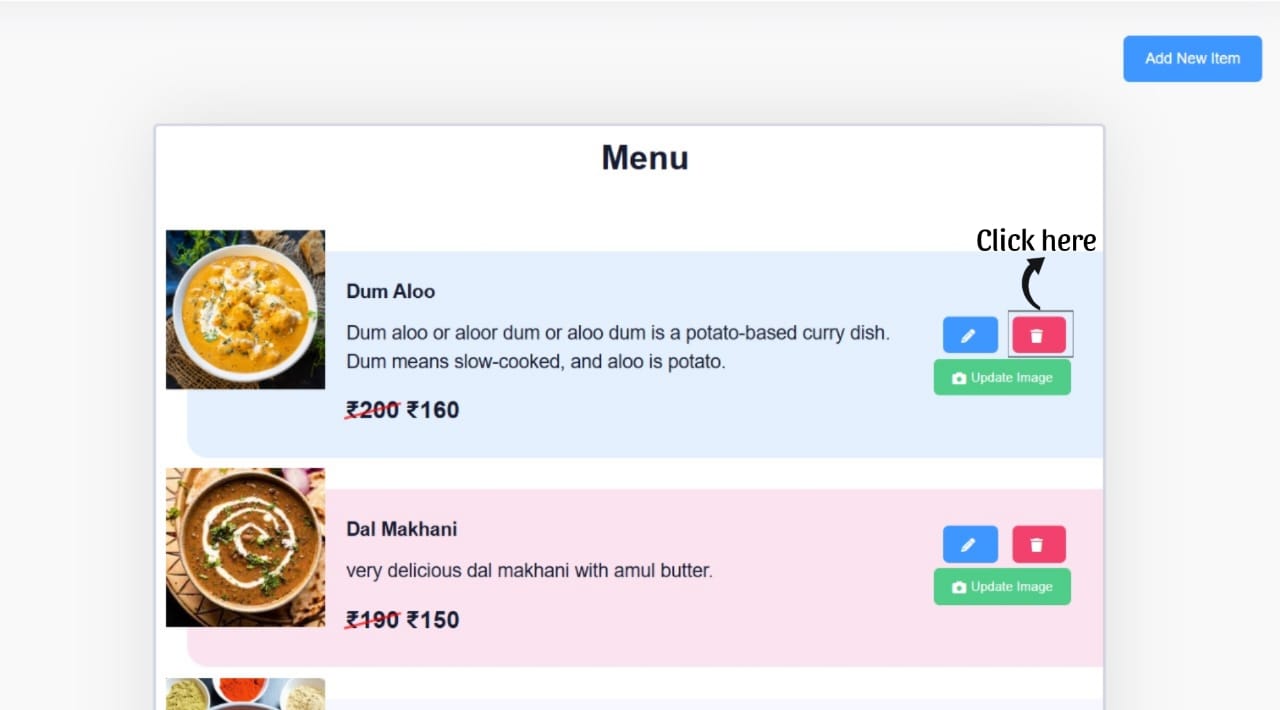 Add New Item
Menu
Click here
Dum Aloo
Dum aloo or aloor dum or aloo dum is a potato-based curry dish.
Dum means slow-cooked, and aloo is potato.
Update Image
₹200 ₹160
Dal Makhani
very delicious dal makhani with amul butter.
Update Image
₹190 ₹150